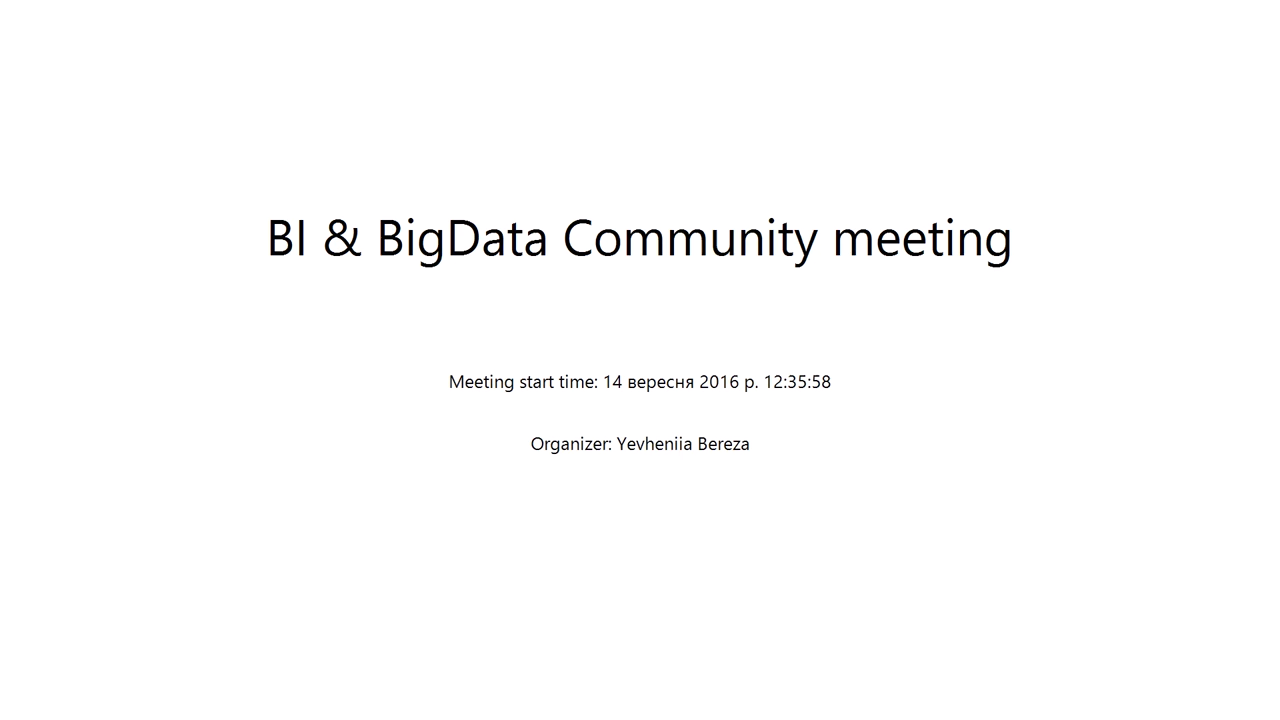 BI & BigData Community meeting
Meeting start time: 14 вересня 2016 р. 12:35:58
Organizer: Yevheniia Bereza